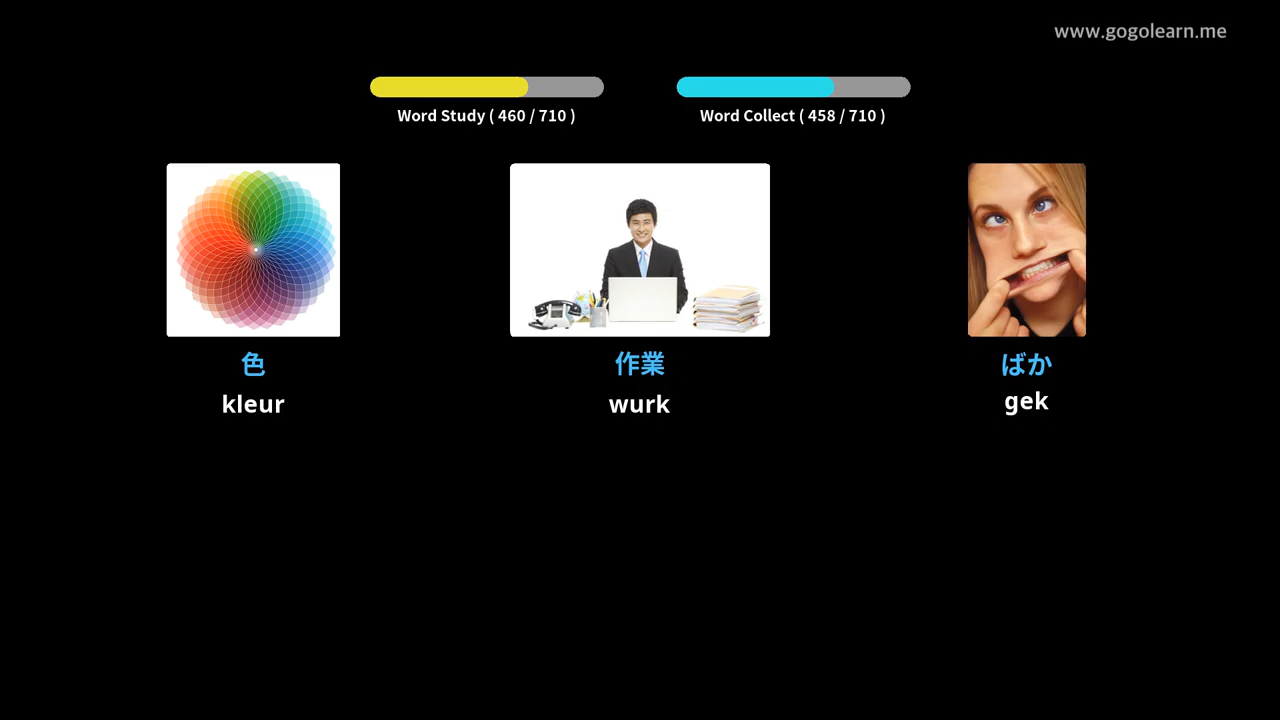 www.gogolearn.me
Word Study ( 460 / 710 )
Word Collect ( 458 / 710 )
色
作業
ばか
kleur
wurk
gek